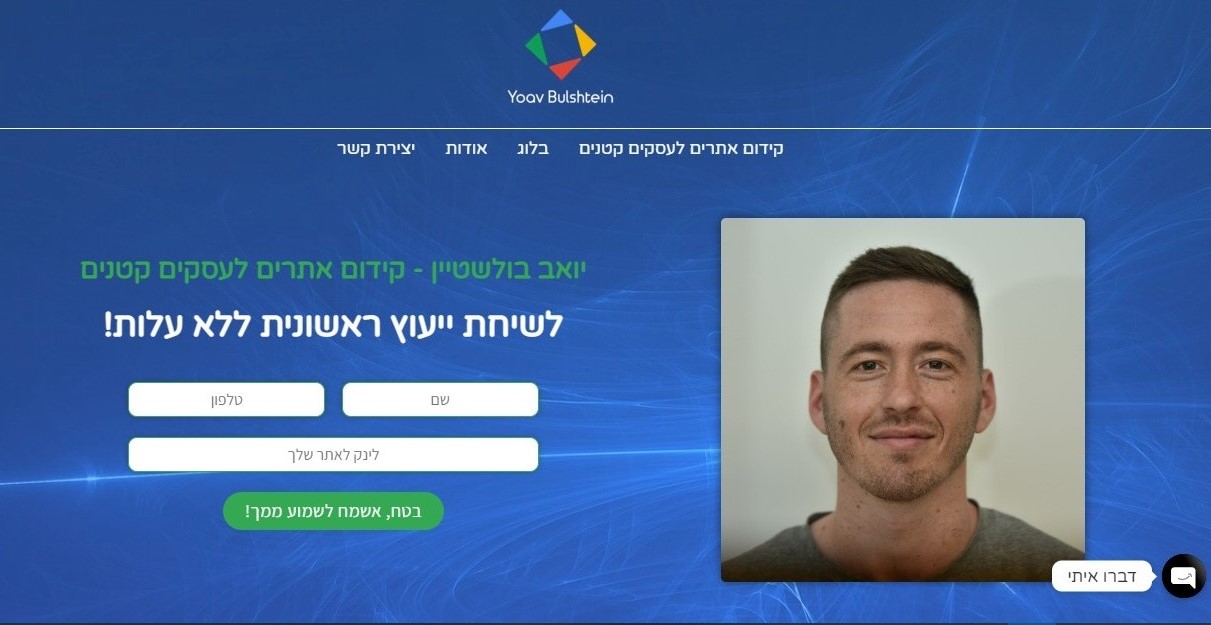 Yoav Bulshtein
קידום אתרים לעסקים קטנים
בלוג
אודות
יצירת קשר
יואב בולשטיין - קידום אתרים לעסקים קטנים
לשיחת ייעוץ ראשונית ללא עלות!
שם
טלפון
לינק לאתר שלך
בטח, אשמח לשמוע ממך!
דברו איתי